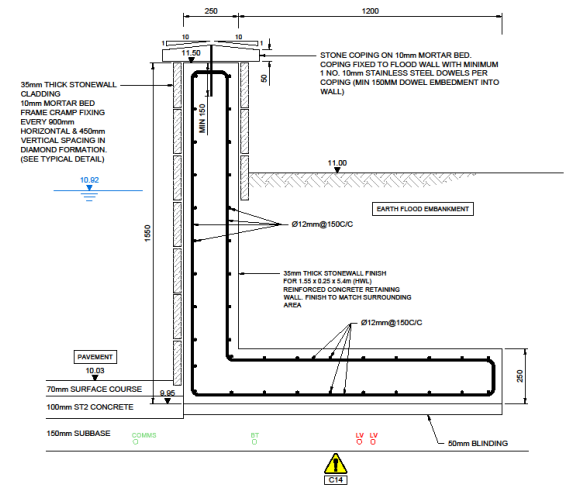 250
1200
10
10
1
1
11.50
50
MIN 150
STONE COPING ON 10mm MORTAR BED.
COPING FIXED TO FLOOD WALL WITH MINIMUM
1 NO. 10mm STAINLESS STEEL DOWELS PER
COPING (MIN 150MM DOWEL EMBEDMENT INTO
WALL)
35mm THICK STONEWALL
CLADDING
10mm MORTAR BED
FRAME CRAMP FIXING
EVERY 900mm
HORIZONTAL & 450mm
VERTICAL SPACING IN
DIAMOND FORMATION.
(SEE TYPICAL DETAIL)
11.00
10.92
EARTH FLOOD EMBANKMENT
Ø12mm@150C/C
1550
35mm THICK STONEWALL FINISH
FOR 1.55 x 0.25 x 5.4m (HWL)
REINFORCED CONCRETE RETAINING
WALL. FINISH TO MATCH SURROUNDING
AREA
Ø12mm@150C/C
PAVEMENT
10.03
250
70mm SURFACE COURSE
9.95
100mm ST2 CONCRETE
150mm SUBBASE
COMMS
BT
LV LV
50mm BLINDING
C14